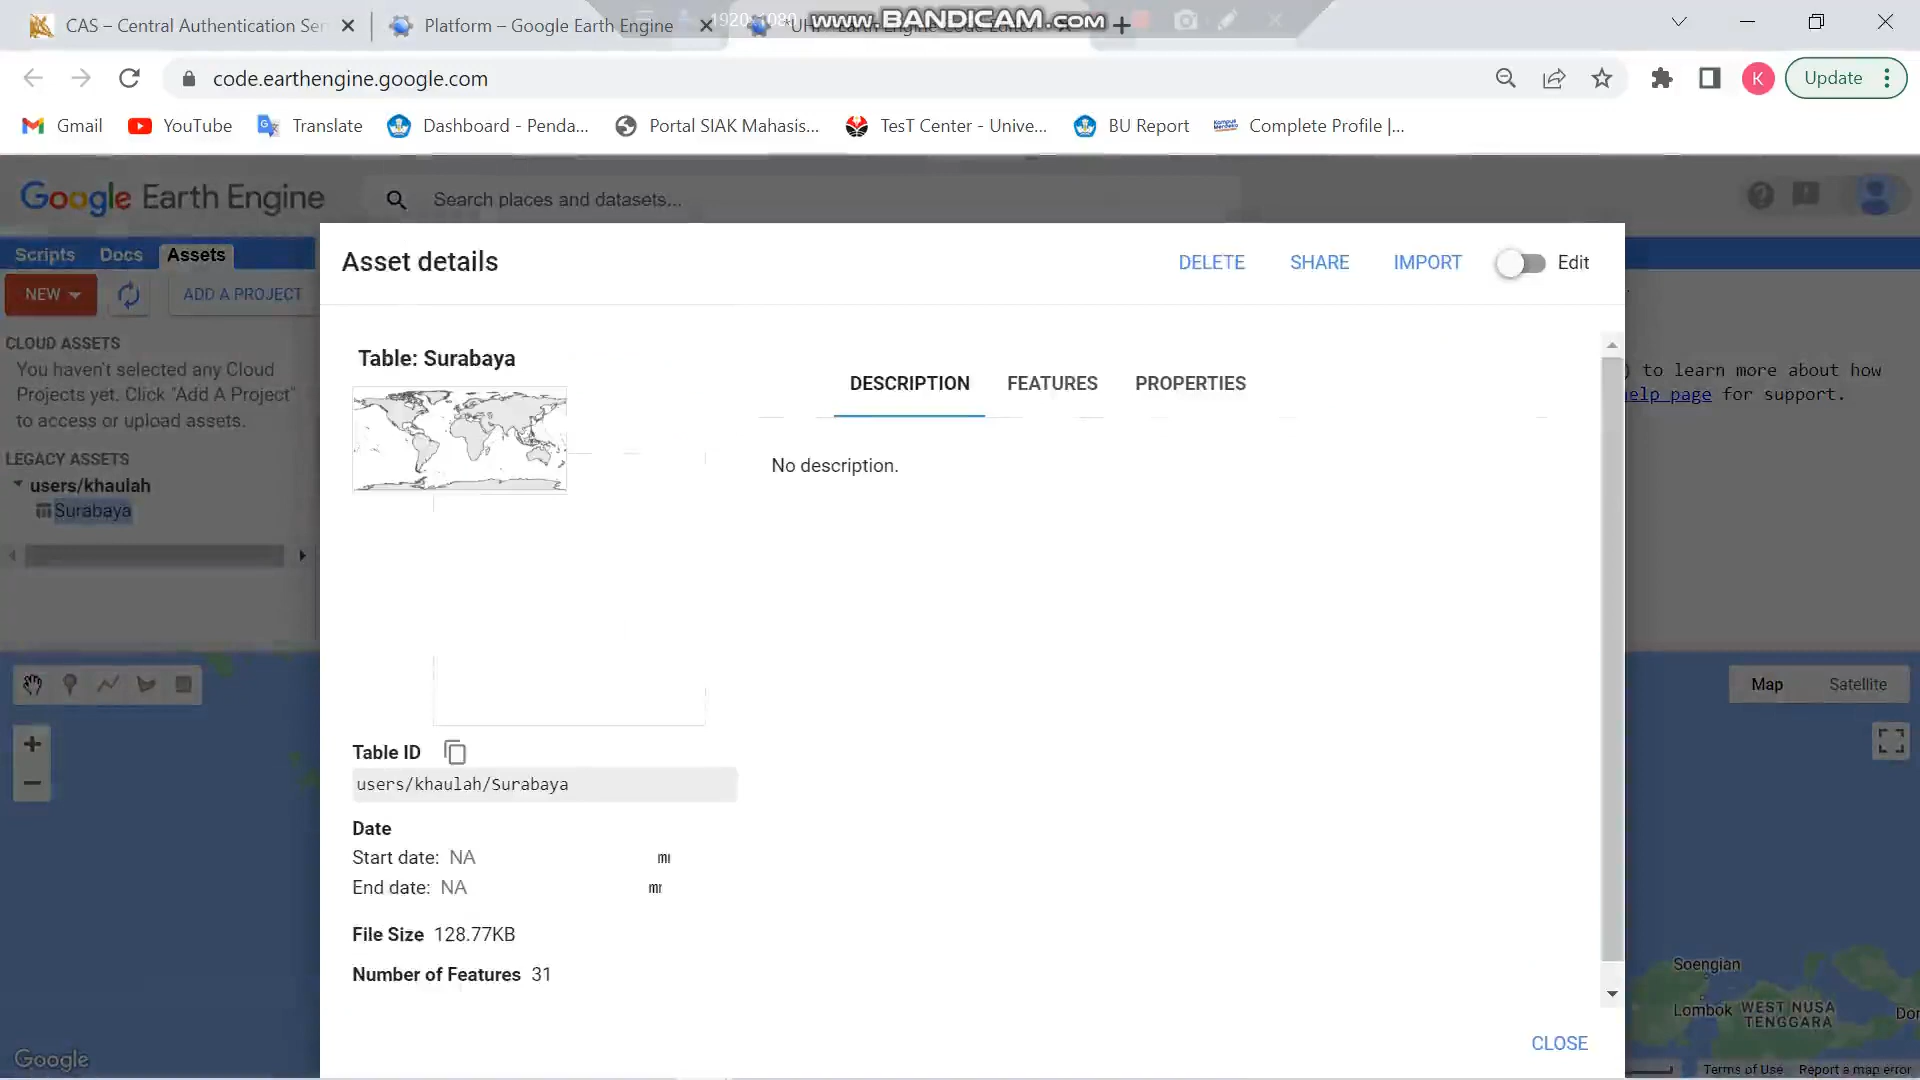 CAS – Central Authentication Ser
Platform – Google Earth Engine
1920x1080
www.BANDICAM.com
code.earthengine.google.com
K
Update
Gmail
YouTube
Translate
Dashboard - Penda...
Portal SIAK Mahasis...
TesT Center - Unive...
BU Report
Complete Profile |...
Google Earth Engine
Search places and datasets...
Scripts
Docs
Assets
NEW
ADD A PROJECT
CLOUD ASSETS
You haven't selected any Cloud
Projects yet. Click "Add A Project"
to access or upload assets.
LEGACY ASSETS
users/khaulah
Surabaya
Asset details
DELETE
SHARE
IMPORT
Edit
Table: Surabaya
DESCRIPTION
FEATURES
PROPERTIES
No description.
Table ID
users/khaulah/Surabaya
Date
Start date: NA
End date: NA
File Size 128.77KB
Number of Features 31
CLOSE
) to learn more about how
help page for support.
Map
Satellite
Soengian
Lombok
WEST NUSA
TENGGARA
Google
Terms of Use
Report a map error